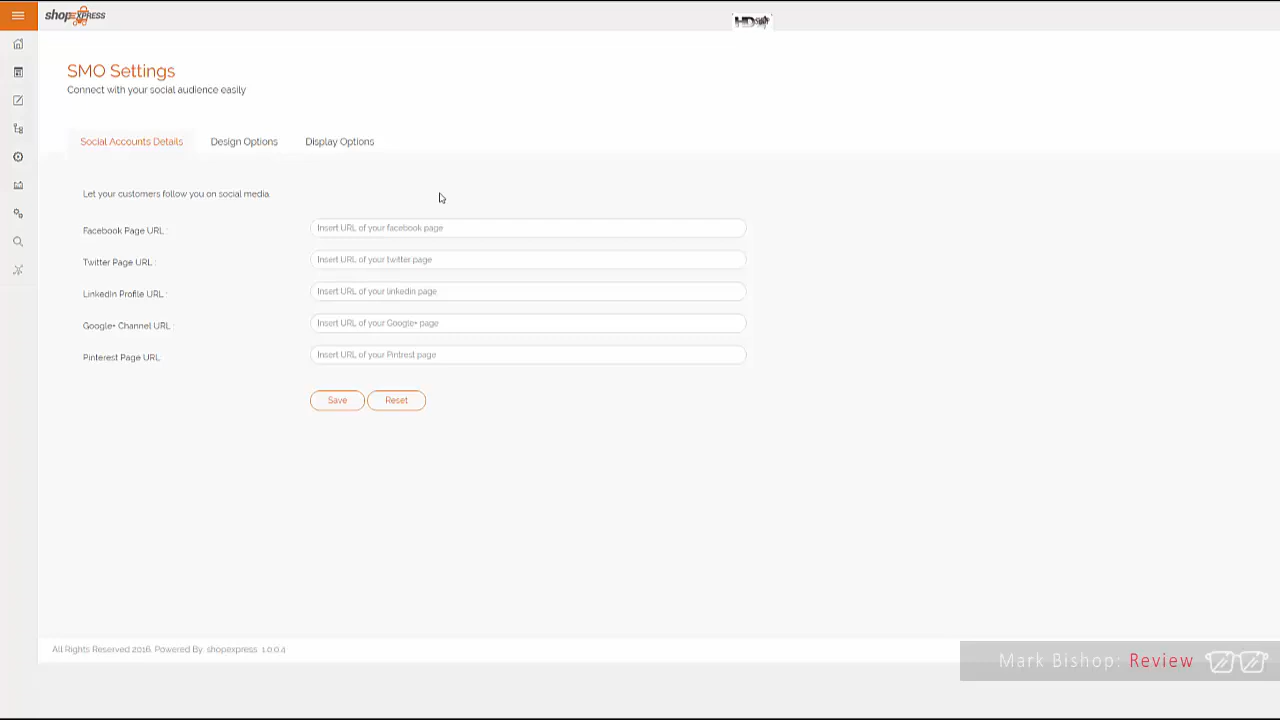 shopExpress
HD
SMO Settings
Connect with your social audience easily
Social Accounts Details Design Options Display Options
Let your customers follow you on social media.
Facebook Page URL : Insert URL of your facebook page
Twitter Page URL : Insert URL of your twitter page
LinkedIn Profile URL : Insert URL of your linkedin page
Google+ Channel URL : Insert URL of your Google+ page
Pinterest Page URL Insert URL of your Pintrest page
Save Reset
All Rights Reserved 2016. Powered By: shopexpress 1.0.0.4
Mark Bishop: Review